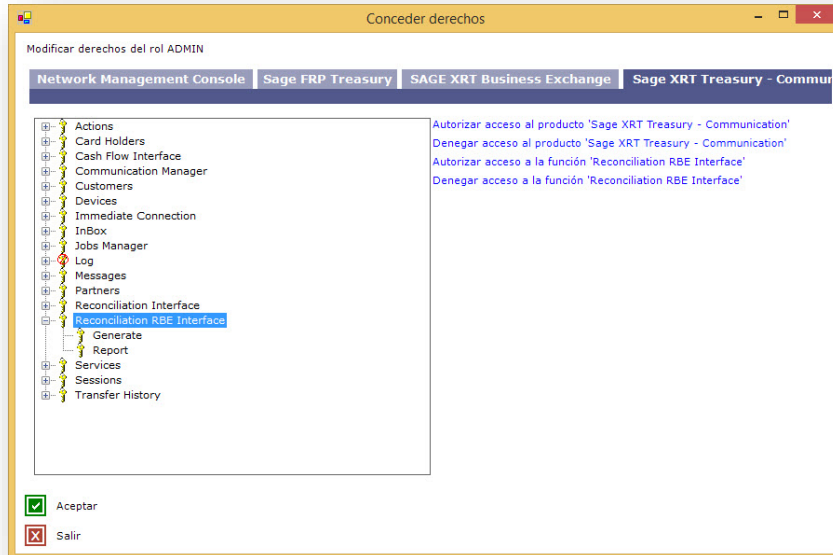 Conceder derechos
Modificar derechos del rol ADMIN
Network Management Console Sage FRP Treasury SAGE XRT Business Exchange Sage XRT Treasury - Commun
Actions
Card Holders
Cash Flow Interface
Communication Manager
Customers
Devices
Immediate Connection
InBox
Jobs Manager
Log
Messages
Partners
Reconciliation Interface
Reconciliation RBE Interface
Generate
Report
Services
Sessions
Transfer History
Autorizar acceso al producto 'Sage XRT Treasury - Communication'
Denegar acceso al producto 'Sage XRT Treasury - Communication'
Autorizar acceso a la función 'Reconciliation RBE Interface'
Denegar acceso a la función 'Reconciliation RBE Interface'
Aceptar
Salir